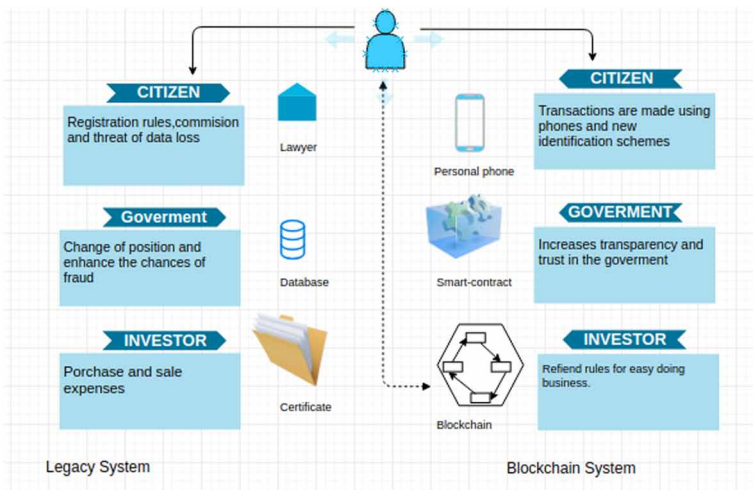 CITIZEN
Registration rules,commision
and threat of data loss
Lawyer
Goverment
Change of position and
enhance the chances of
fraud
Database
INVESTOR
Porchase and sale
expenses
Certificate
Legacy System
CITIZEN
Transactions are made using
phones and new
identification schemes
Personal phone
GOVERMENT
Increases transparency and
trust in the goverment
Smart-contract
INVESTOR
Refiend rules for easy doing
business.
Blockchain
Blockchain System